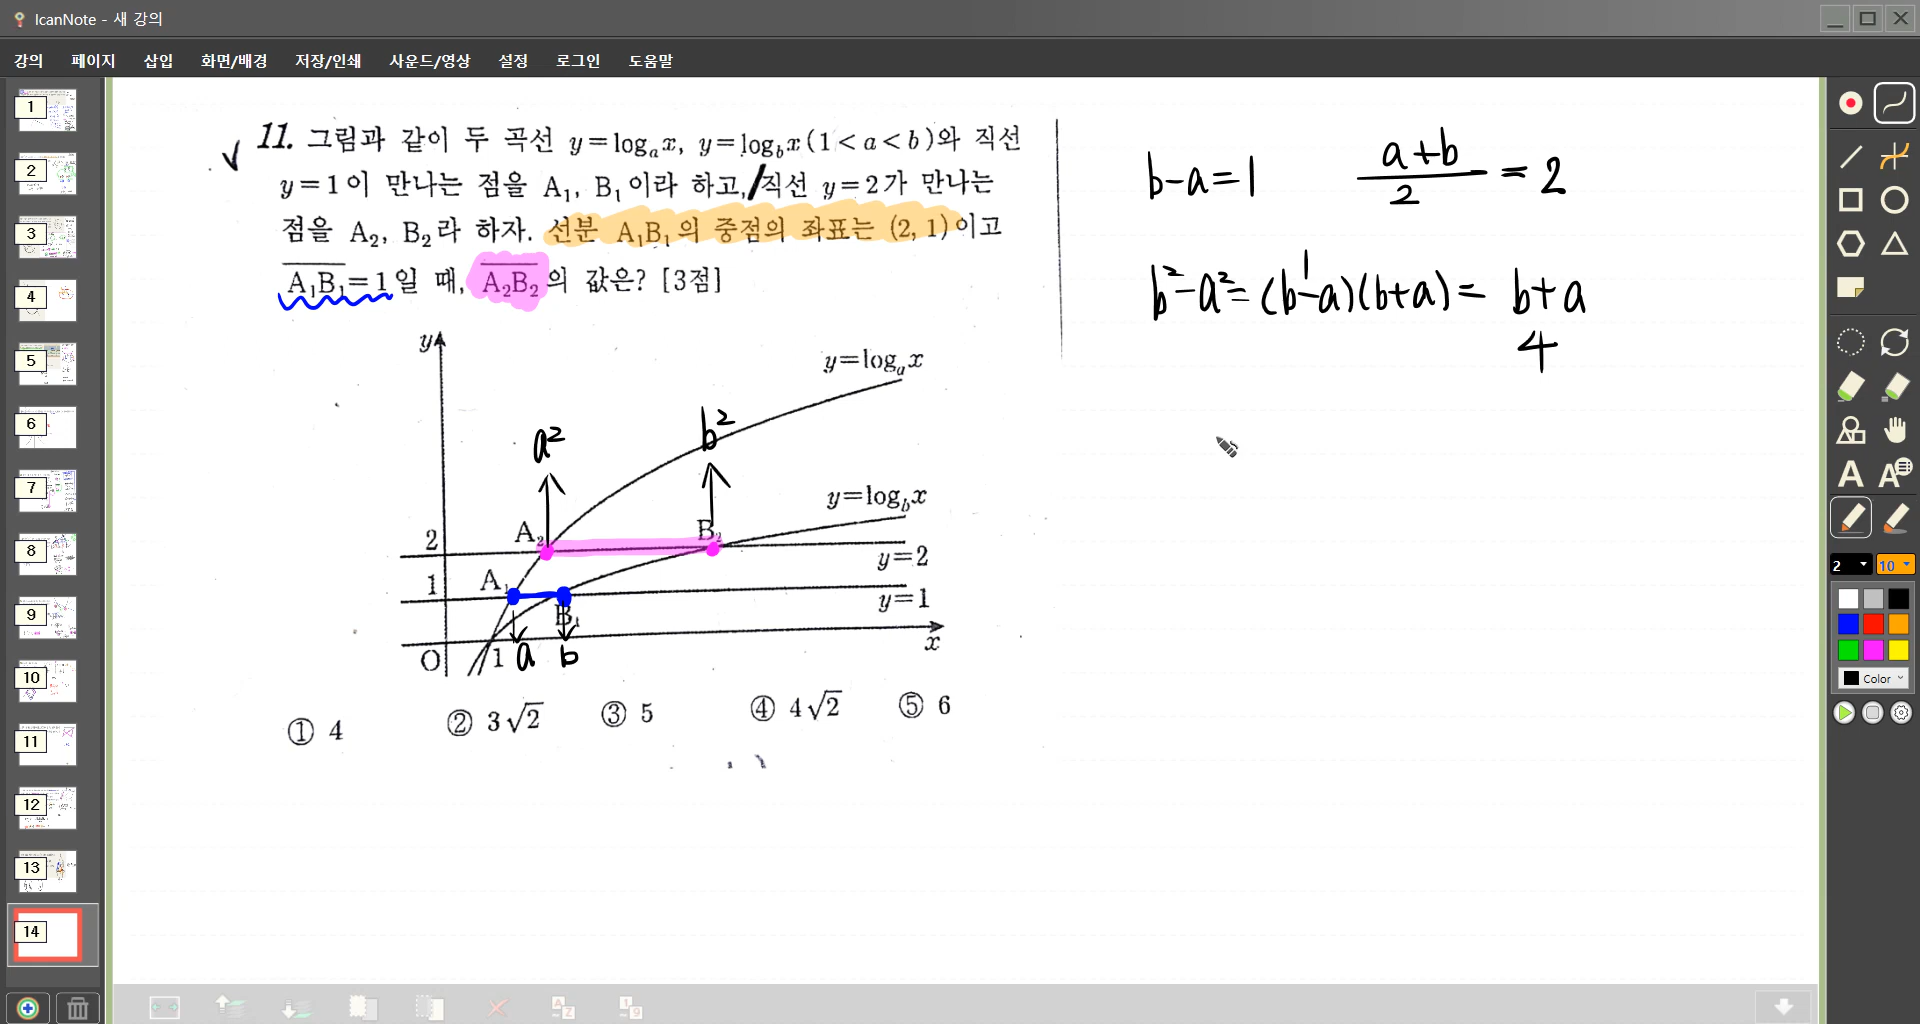 IcanNote - 새 강의
강의 페이지 삽입 화면/배경 저장/인쇄 사운드/영상 설정 로그인 도움말
1
2
3
4
5
6
7
8
9
10
11
12
13
14
11. 그림과 같이 두 곡선 y=logₐx, y=log_b x(1<a<b)와 직선
y=1이 만나는 점을 A₁, B₁이라 하고, 직선 y=2가 만나는
점을 A₂, B₂라 하자. 선분 A₁B₁의 중점의 좌표는 (2, 1)이고
A₁B₁=1일 때, A₂B₂의 값은? [3점]
y
y=logₐx
a² b²
y=log_b x
2 A₂ B₂
y=2
1 A₁
y=1
B₁
O 1 a b x
① 4 ② 3√2 ③ 5 ④ 4√2 ⑤ 6
b-a=1 (a+b)/2 = 2
b²-a²=(b-a)(b+a)= b+a
1
4
A A
2 10
Color